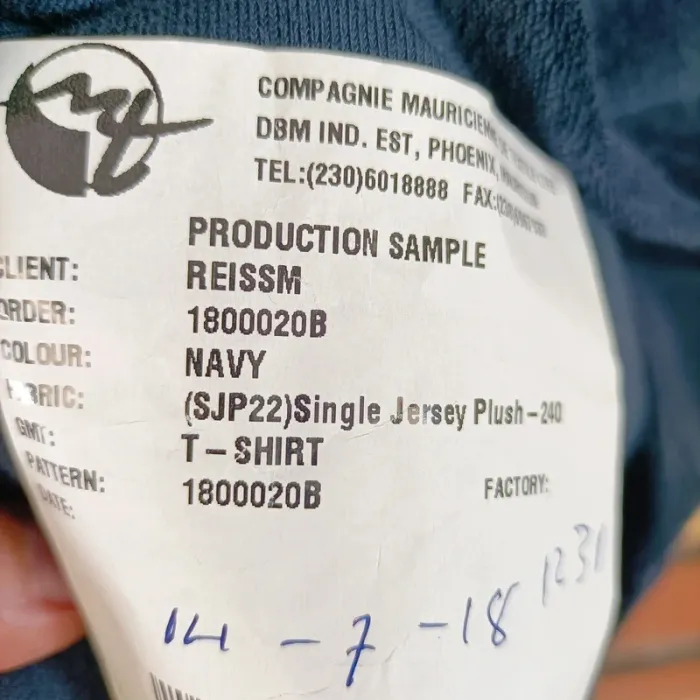 COMPAGNIE MAURICIENNE
DBM IND. EST, PHOENIX,
TEL:(230)6018888 FAX:
PRODUCTION SAMPLE
CLIENT: REISSM
ORDER: 1800020B
COLOUR: NAVY
FABRIC: (SJP22)Single Jersey Plush-240
GMT: T-SHIRT
PATTERN: 1800020B FACTORY:
DATE:
14 - 7 - 18